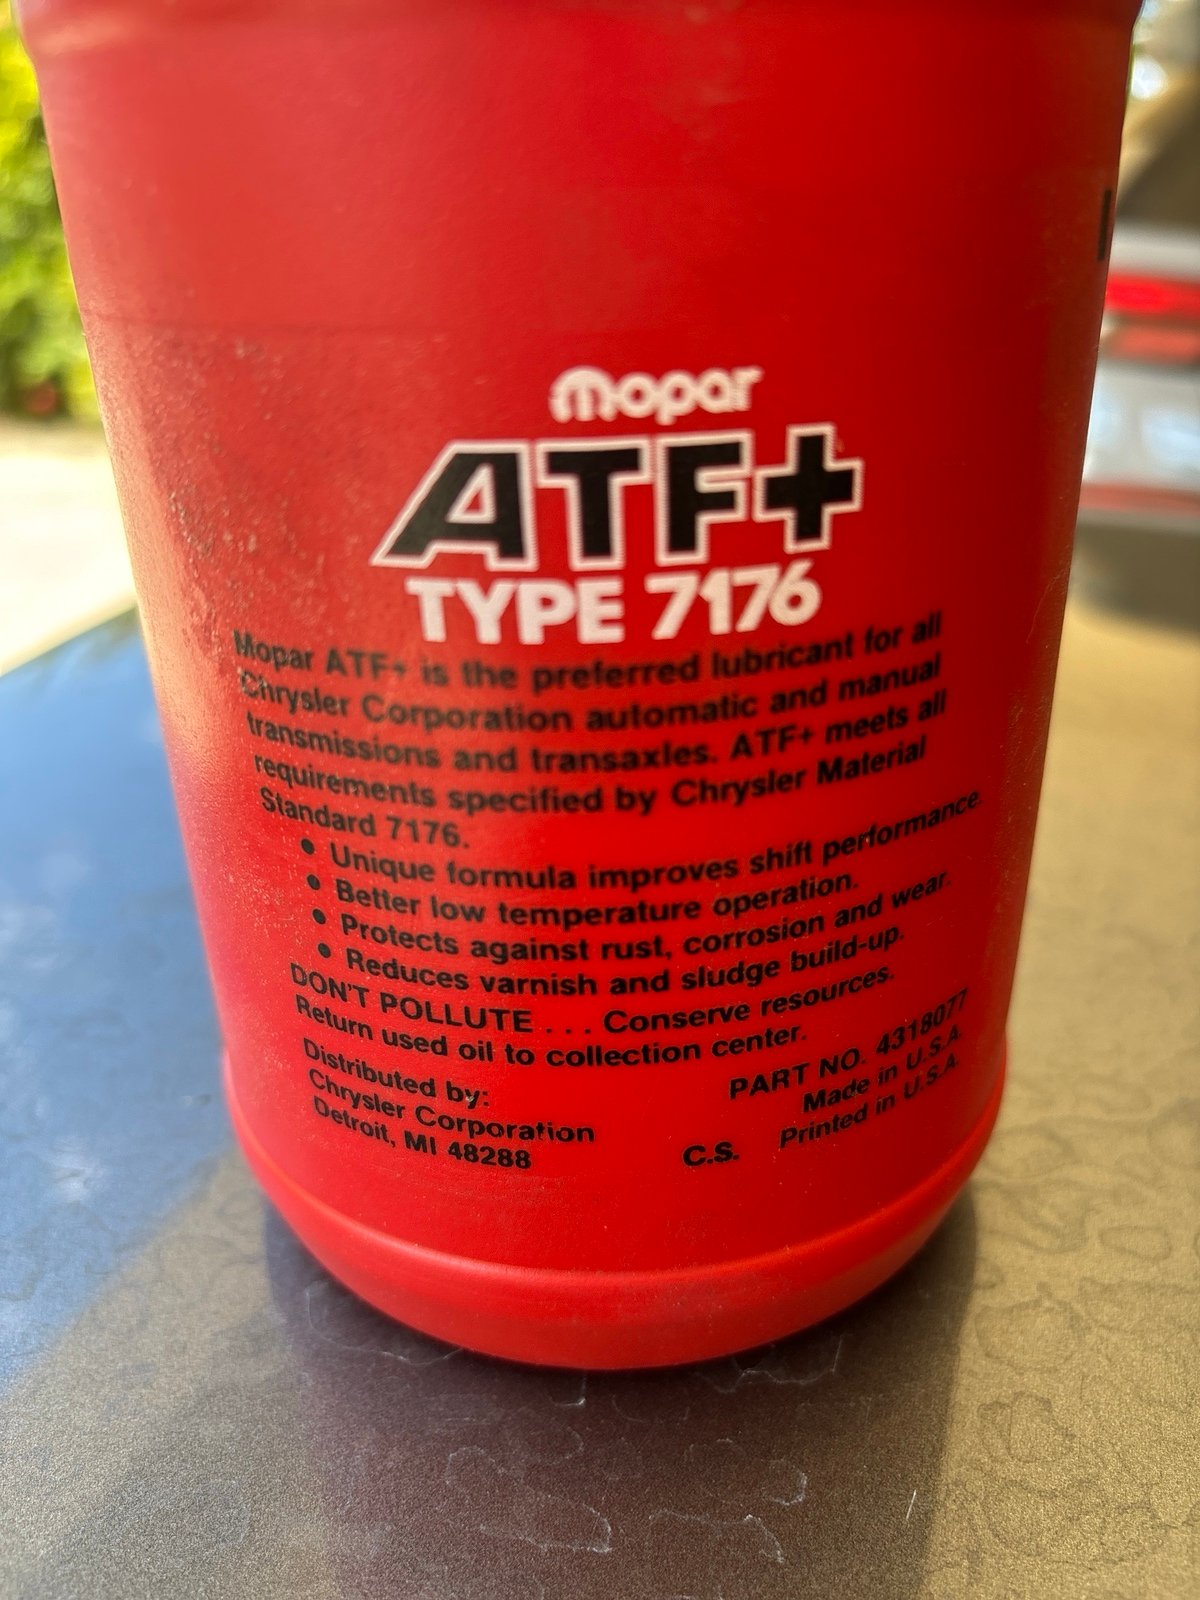 mopar
ATF+
TYPE 7176
Mopar ATF+ is the preferred lubricant for all
Chrysler Corporation automatic and manual
transmissions and transaxles. ATF+ meets all
requirements specified by Chrysler Material
Standard 7176.
• Unique formula improves shift performance.
• Better low temperature operation.
• Protects against rust, corrosion and wear.
• Reduces varnish and sludge build-up.
DON'T POLLUTE . . . Conserve resources.
Return used oil to collection center.
Distributed by:
Chrysler Corporation
Detroit, MI 48288
C.S.
PART NO. 4318077
Made in U.S.A.
Printed in U.S.A.